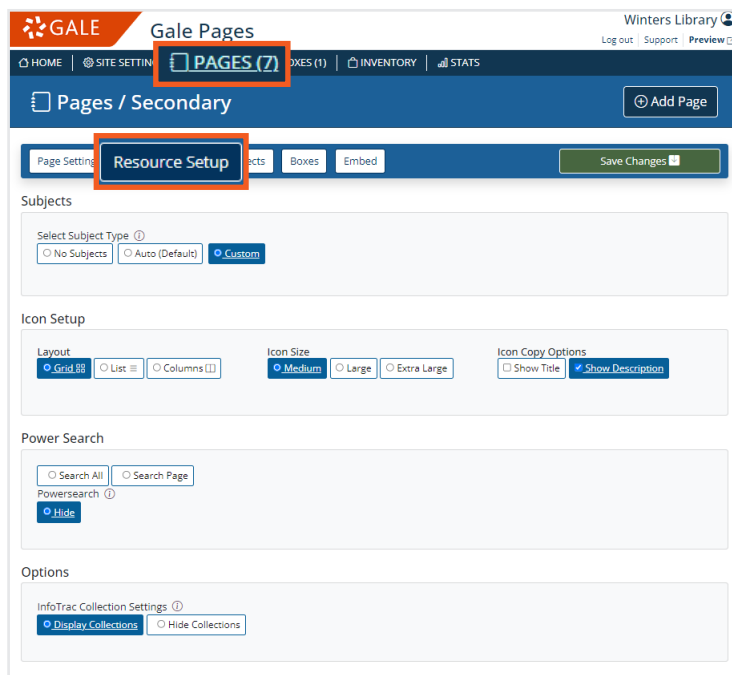 GALE
Gale Pages
Winters Library
Log out Support Preview
HOME SITE SETTIN PAGES (7) OXES (1) INVENTORY STATS
Pages / Secondary
Add Page
Page Setting Resource Setup ects Boxes Embed Save Changes
Subjects
Select Subject Type
No Subjects Auto (Default) Custom
Icon Setup
Layout Icon Size Icon Copy Options
Grid List Columns Medium Large Extra Large Show Title Show Description
Power Search
Search All Search Page
Powersearch
Hide
Options
InfoTrac Collection Settings
Display Collections Hide Collections